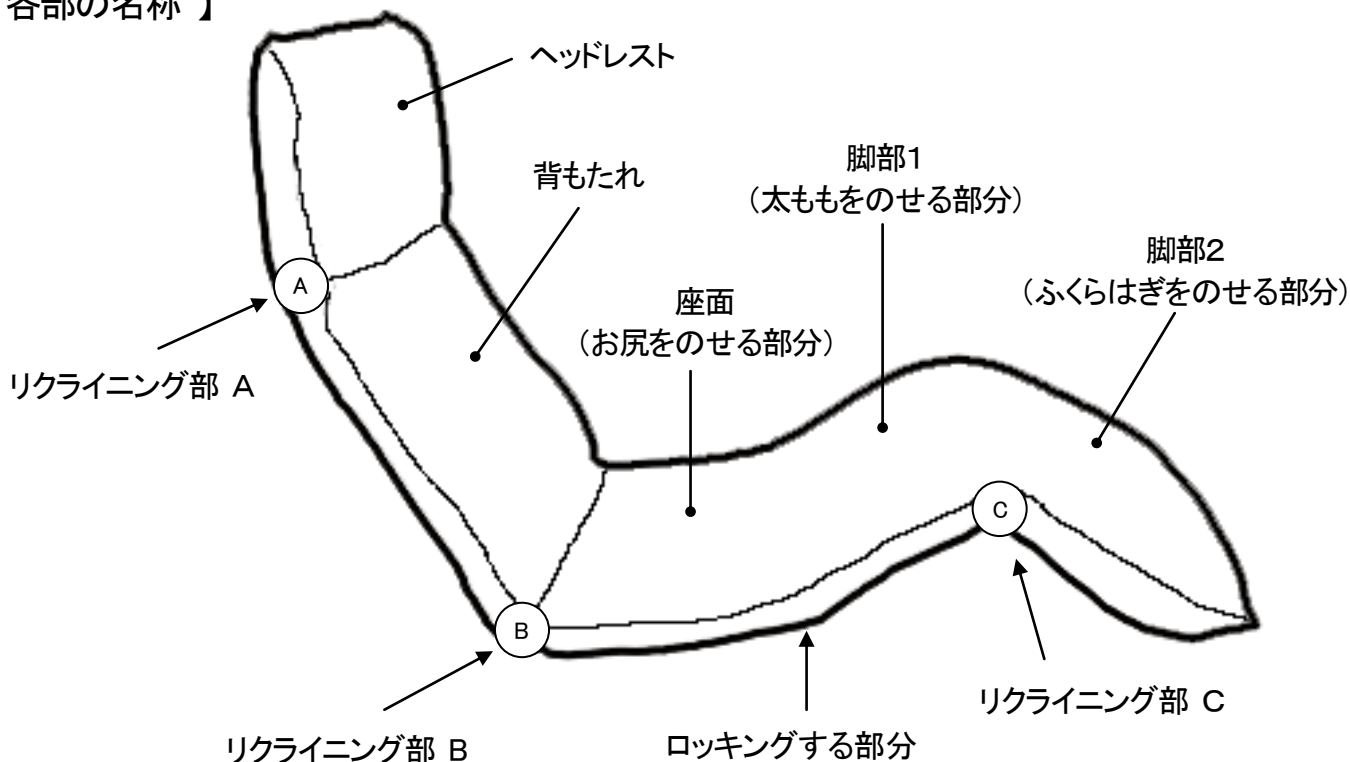 各部の名称 】
ヘッドレスト
背もたれ
脚部1
（太ももをのせる部分）
脚部2
（ふくらはぎをのせる部分）
座面
（お尻をのせる部分）
A
リクライニング部 A
C
B
リクライニング部 C
リクライニング部 B
ロッキングする部分